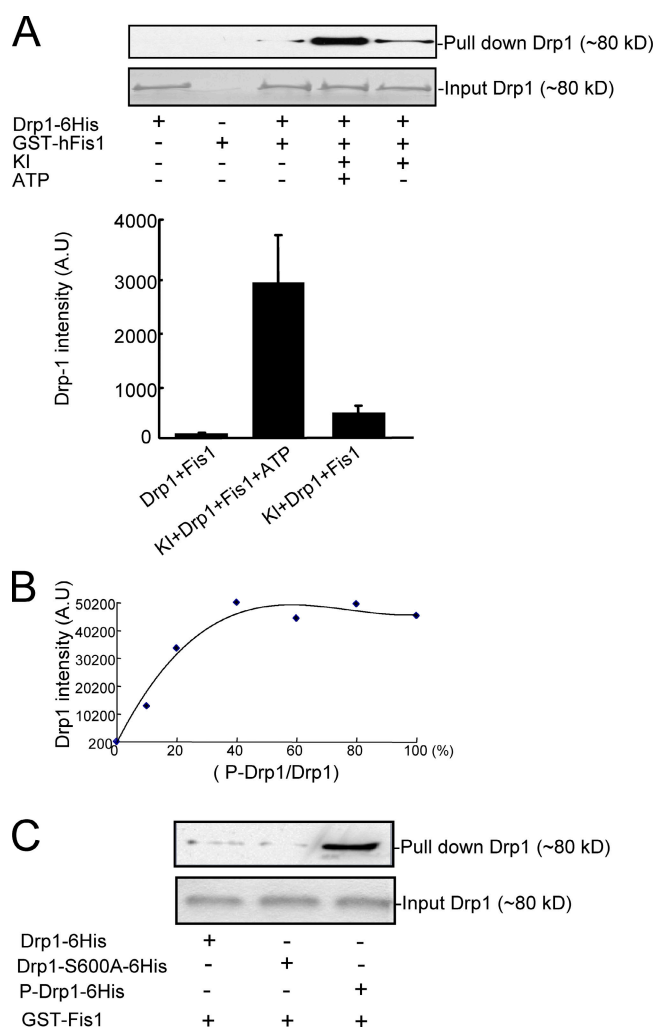 A
-Pull down Drp1 (~80 kD)
-Input Drp1 (~80 kD)
Drp1-6His + - + + +
GST-hFis1 - + + + +
KI - - - + +
ATP - - - + -
Drp-1 intensity (A.U)
4000
3000
2000
1000
0
Drp1+Fis1
KI+Drp1+Fis1+ATP
KI+Drp1+Fis1
B
Drp1 intensity (A.U)
50200
40200
30200
20200
10200
200
0 20 40 60 80 100 (%)
( P-Drp1/Drp1)
C
-Pull down Drp1 (~80 kD)
-Input Drp1 (~80 kD)
Drp1-6His + - -
Drp1-S600A-6His - + -
P-Drp1-6His - - +
GST-Fis1 + + +